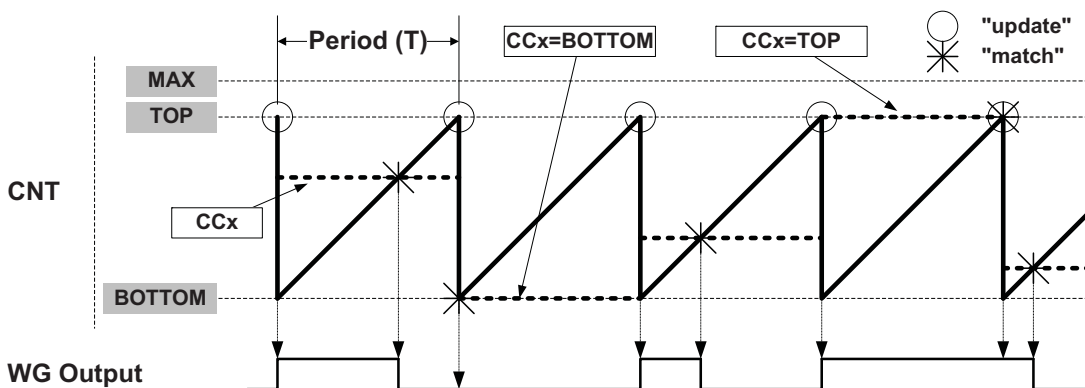 Period (T)
CCx=BOTTOM
CCx=TOP
"update"
"match"
MAX
TOP
CNT
CCx
BOTTOM
WG Output